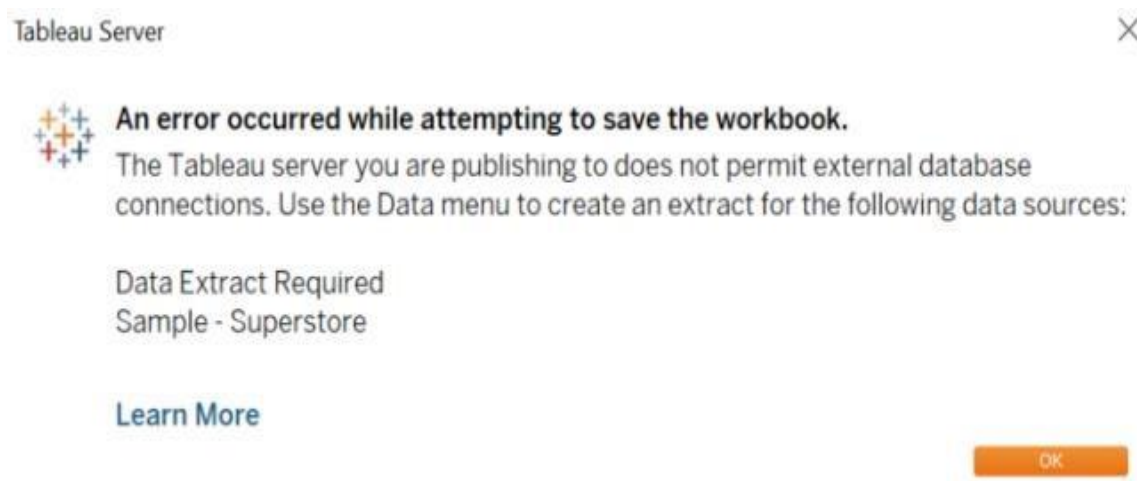 Tableau Server
An error occurred while attempting to save the workbook.
The Tableau server you are publishing to does not permit external database
connections. Use the Data menu to create an extract for the following data sources:
Data Extract Required
Sample - Superstore
Learn More
OK